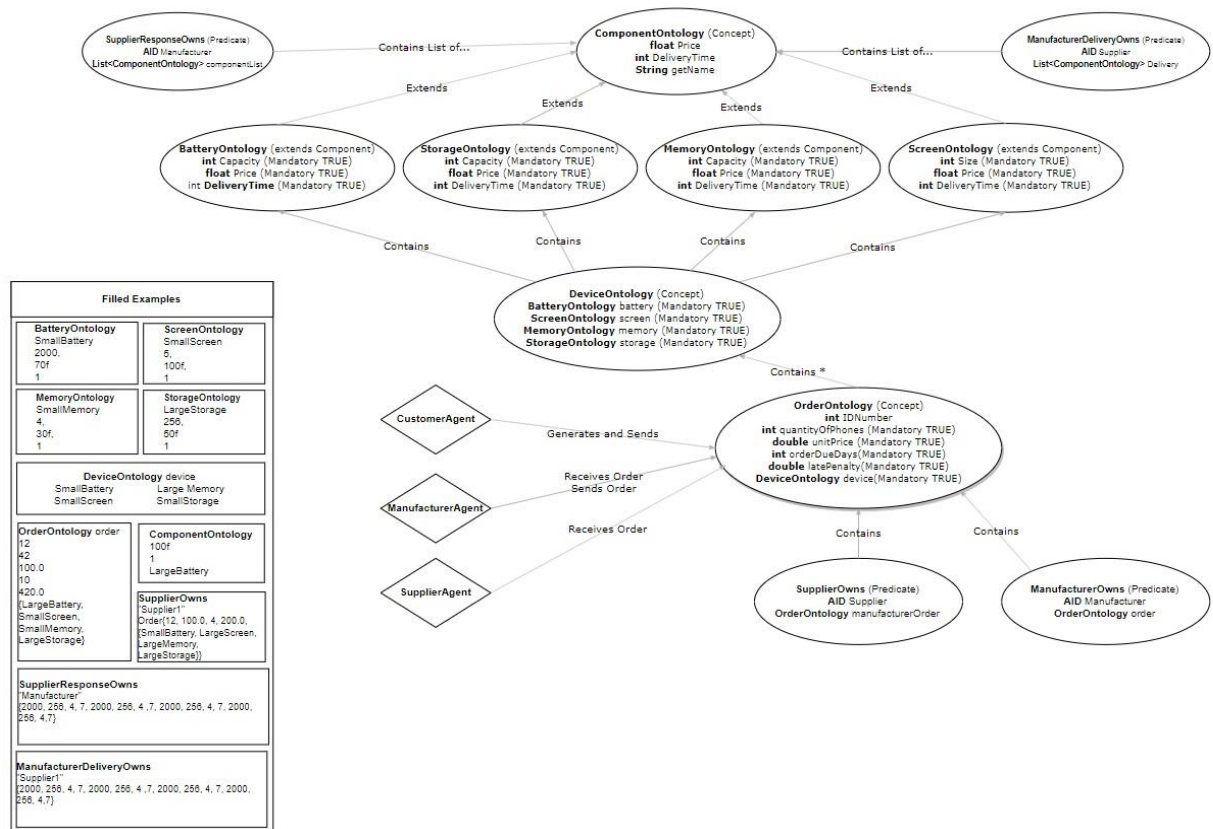 SupplierResponseOwns (Predicate)
AID Manufacturer
List<ComponentOntology> componentList
Contains List of...
ComponentOntology (Concept)
float Price
int DeliveryTime
String getName
Contains List of...
ManufacturerDeliveryOwns (Predicate)
AID Supplier
List<ComponentOntology> Delivery
Extends
Extends
Extends
Extends
BatteryOntology (extends Component)
int Capacity (Mandatory TRUE)
float Price (Mandatory TRUE)
int DeliveryTime (Mandatory TRUE)
StorageOntology (extends Component)
int Capacity (Mandatory TRUE)
float Price (Mandatory TRUE)
int DeliveryTime (Mandatory TRUE)
MemoryOntology (extends Component)
int Capacity (Mandatory TRUE)
float Price (Mandatory TRUE)
int DeliveryTime (Mandatory TRUE)
ScreenOntology (extends Component)
int Size (Mandatory TRUE)
float Price (Mandatory TRUE)
int DeliveryTime (Mandatory TRUE)
Contains
Contains
Contains
Contains
DeviceOntology (Concept)
BatteryOntology battery (Mandatory TRUE)
ScreenOntology screen (Mandatory TRUE)
MemoryOntology memory (Mandatory TRUE)
StorageOntology storage (Mandatory TRUE)
Contains *
OrderOntology (Concept)
int IDNumber
int quantityOfPhones (Mandatory TRUE)
double unitPrice (Mandatory TRUE)
int orderDueDays(Mandatory TRUE)
double latePenalty(Mandatory TRUE)
DeviceOntology device(Mandatory TRUE)
CustomerAgent
Generates and Sends
ManufacturerAgent
Receives Order
Sends Order
SupplierAgent
Receives Order
Contains
Contains
SupplierOwns (Predicate)
AID Supplier
OrderOntology manufacturerOrder
ManufacturerOwns (Predicate)
AID Manufacturer
OrderOntology order
Filled Examples
BatteryOntology
SmallBattery
2000,
70f
1
ScreenOntology
SmallScreen
5,
100f,
1
MemoryOntology
SmallMemory
4,
30f,
1
StorageOntology
LargeStorage
256,
50f
1
DeviceOntology device
SmallBattery Large Memory
SmallScreen SmallStorage
OrderOntology order
12
42
100.0
10
420.0
{LargeBattery,
SmallScreen,
SmallMemory,
LargeStorage}
ComponentOntology
100f
1
LargeBattery
SupplierOwns
"Supplier1"
Order{12, 100.0, 4, 200.0,
{SmallBattery, LargeScreen,
LargeMemory,
LargeStorage}}
SupplierResponseOwns
"Manufacturer"
{2000, 256, 4, 7, 2000, 256, 4 ,7, 2000, 256, 4, 7, 2000,
256, 4,7}
ManufacturerDeliveryOwns
"Supplier1"
{2000, 256, 4, 7, 2000, 256, 4 ,7, 2000, 256, 4, 7, 2000,
256, 4,7}